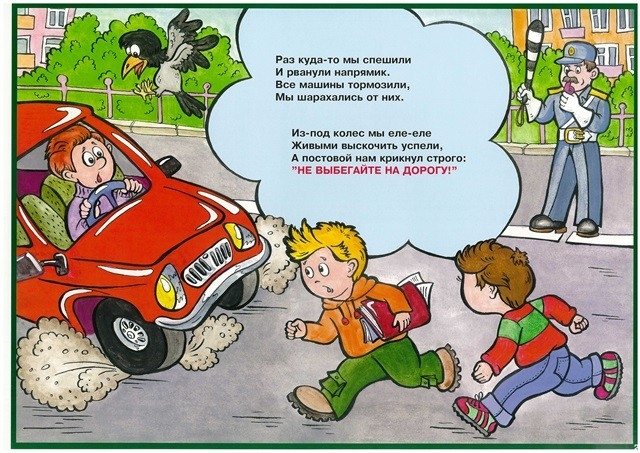 Раз куда-то мы спешили
И рванули напрямик.
Все машины тормозили,
Мы шарахались от них.
Из-под колес мы еле-еле
Живыми выскочить успели,
А постовой нам крикнул строго:
"НЕ ВЫБЕГАЙТЕ НА ДОРОГУ!"